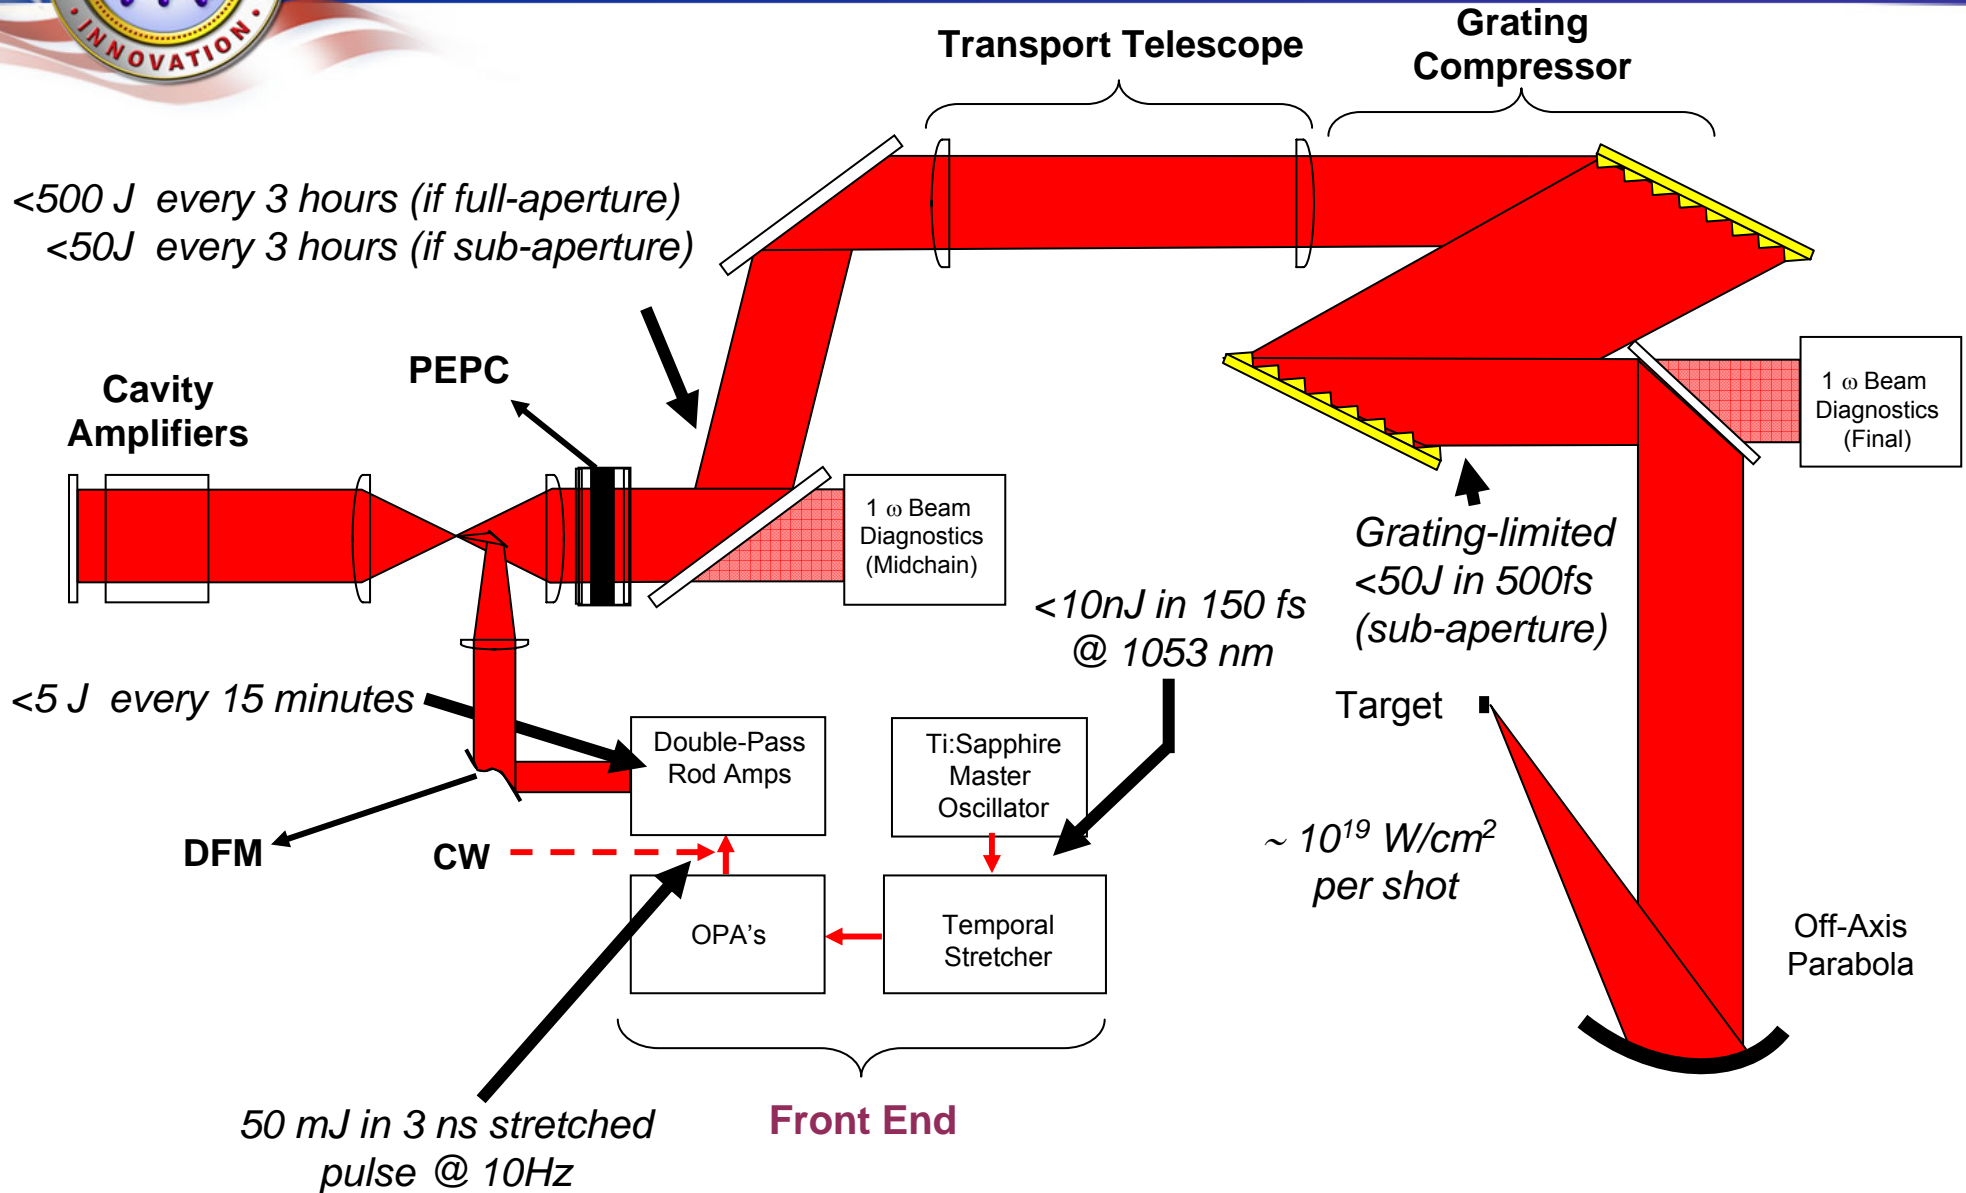 INNOVATION
Transport Telescope
Grating
Compressor
<500 J every 3 hours (if full-aperture)
<50J every 3 hours (if sub-aperture)
PEPC
Cavity
Amplifiers
1 ω Beam
Diagnostics
(Final)
1 ω Beam
Diagnostics
(Midchain)
Grating-limited
<50J in 500fs
(sub-aperture)
<10nJ in 150 fs
@ 1053 nm
<5 J every 15 minutes
Target
Double-Pass
Rod Amps
Ti:Sapphire
Master
Oscillator
DFM
CW
~ 10¹⁹ W/cm²
per shot
OPA's
Temporal
Stretcher
Off-Axis
Parabola
Front End
50 mJ in 3 ns stretched
pulse @ 10Hz